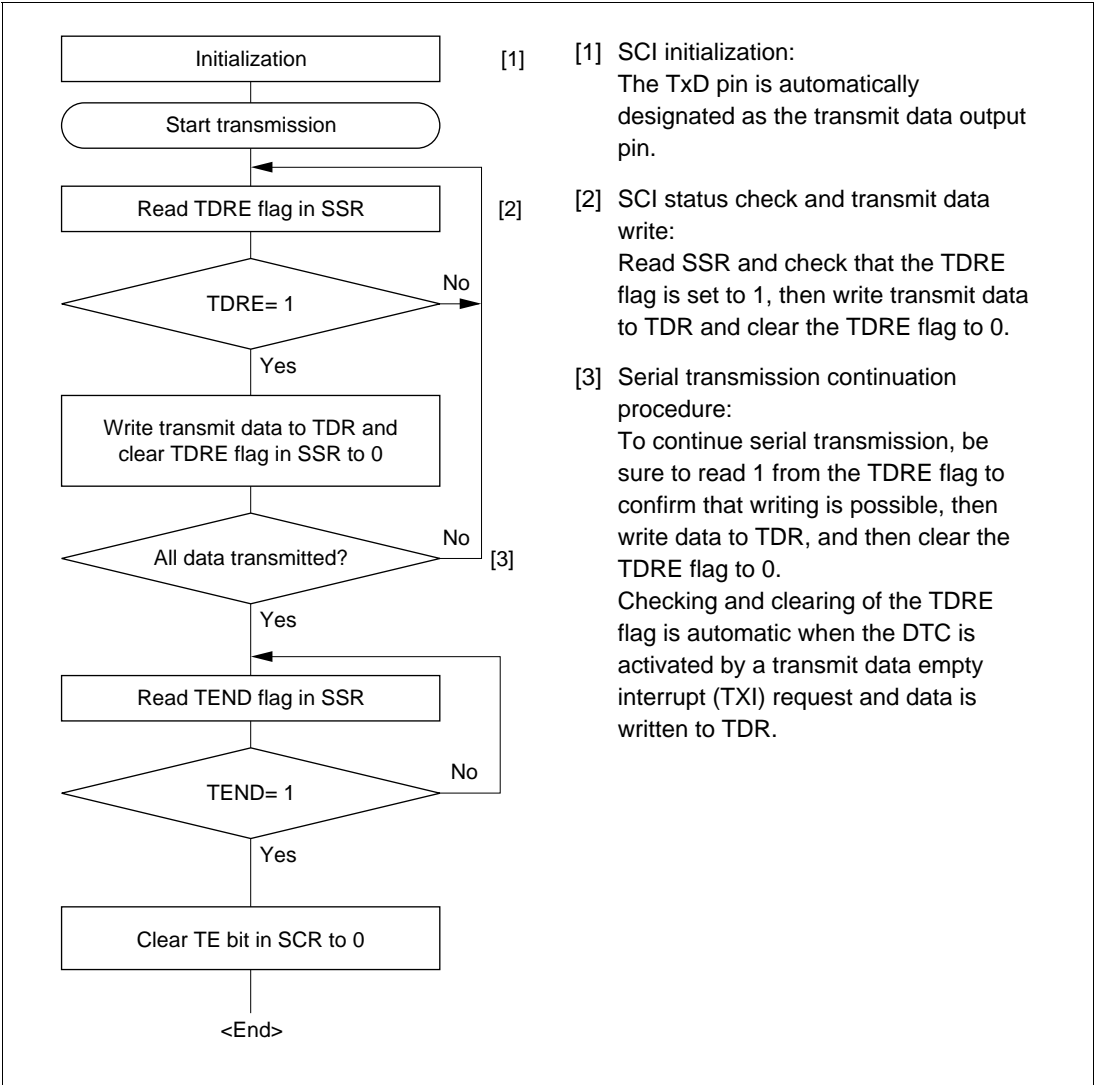 Initialization
[1]
Start transmission
Read TDRE flag in SSR
[2]
TDRE= 1
No
Yes
Write transmit data to TDR and
clear TDRE flag in SSR to 0
All data transmitted?
No
[3]
Yes
Read TEND flag in SSR
TEND= 1
No
Yes
Clear TE bit in SCR to 0
<End>
[1] SCI initialization:
The TxD pin is automatically
designated as the transmit data output
pin.
[2] SCI status check and transmit data
write:
Read SSR and check that the TDRE
flag is set to 1, then write transmit data
to TDR and clear the TDRE flag to 0.
[3] Serial transmission continuation
procedure:
To continue serial transmission, be
sure to read 1 from the TDRE flag to
confirm that writing is possible, then
write data to TDR, and then clear the
TDRE flag to 0.
Checking and clearing of the TDRE
flag is automatic when the DTC is
activated by a transmit data empty
interrupt (TXI) request and data is
written to TDR.